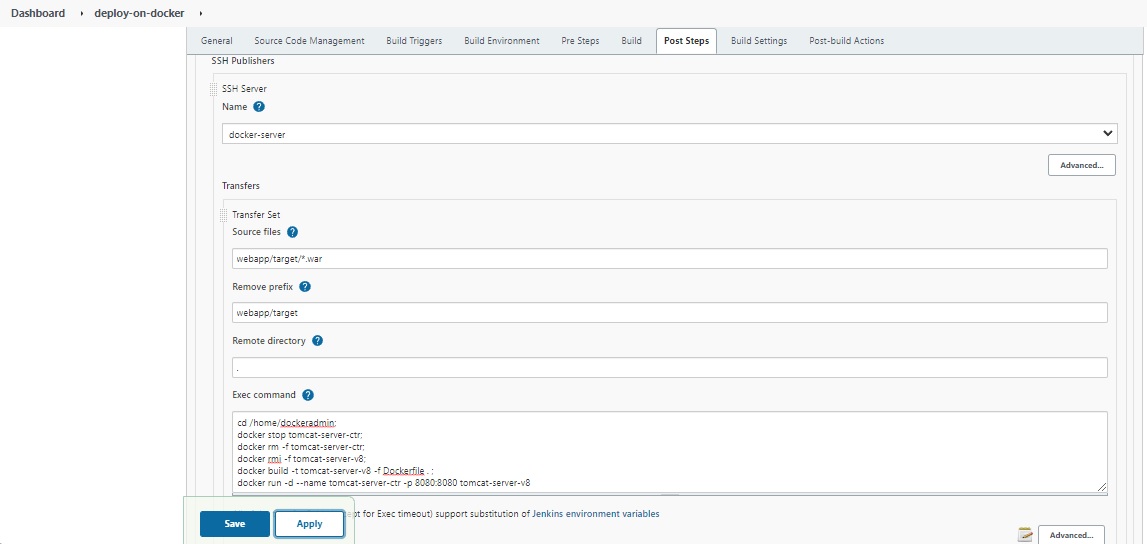 Dashboard
deploy-on-docker
General Source Code Management Build Triggers Build Environment Pre Steps Build Post Steps Build Settings Post-build Actions
SSH Publishers
SSH Server
Name ?
docker-server
Advanced...
Transfers
Transfer Set
Source files ?
webapp/target/*.war
Remove prefix ?
webapp/target
Remote directory ?
.
Exec command ?
cd /home/dockeradmin;
docker stop tomcat-server-ctr;
docker rm -f tomcat-server-ctr;
docker rmi -f tomcat-server-v8;
docker build -t tomcat-server-v8 -f Dockerfile . ;
docker run -d --name tomcat-server-ctr -p 8080:8080 tomcat-server-v8
for Exec timeout) support substitution of Jenkins environment variables
Save Apply
Advanced...